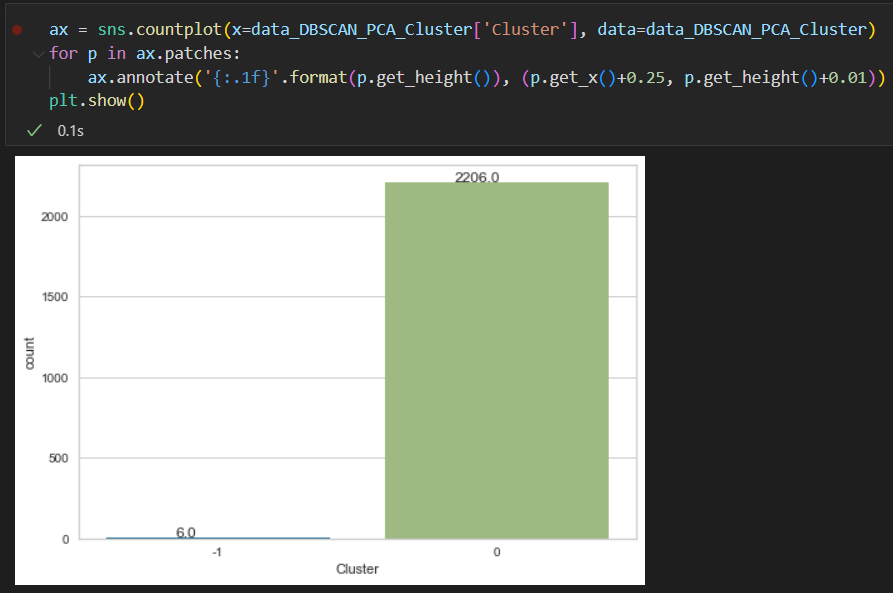 ax = sns.countplot(x=data_DBSCAN_PCA_Cluster['Cluster'], data=data_DBSCAN_PCA_Cluster)
for p in ax.patches:
    ax.annotate('{:.1f}'.format(p.get_height()), (p.get_x()+0.25, p.get_height()+0.01))
plt.show()
0.1s
2206.0
2000
1500
1000
500
0
count
6.0
-1
0
Cluster